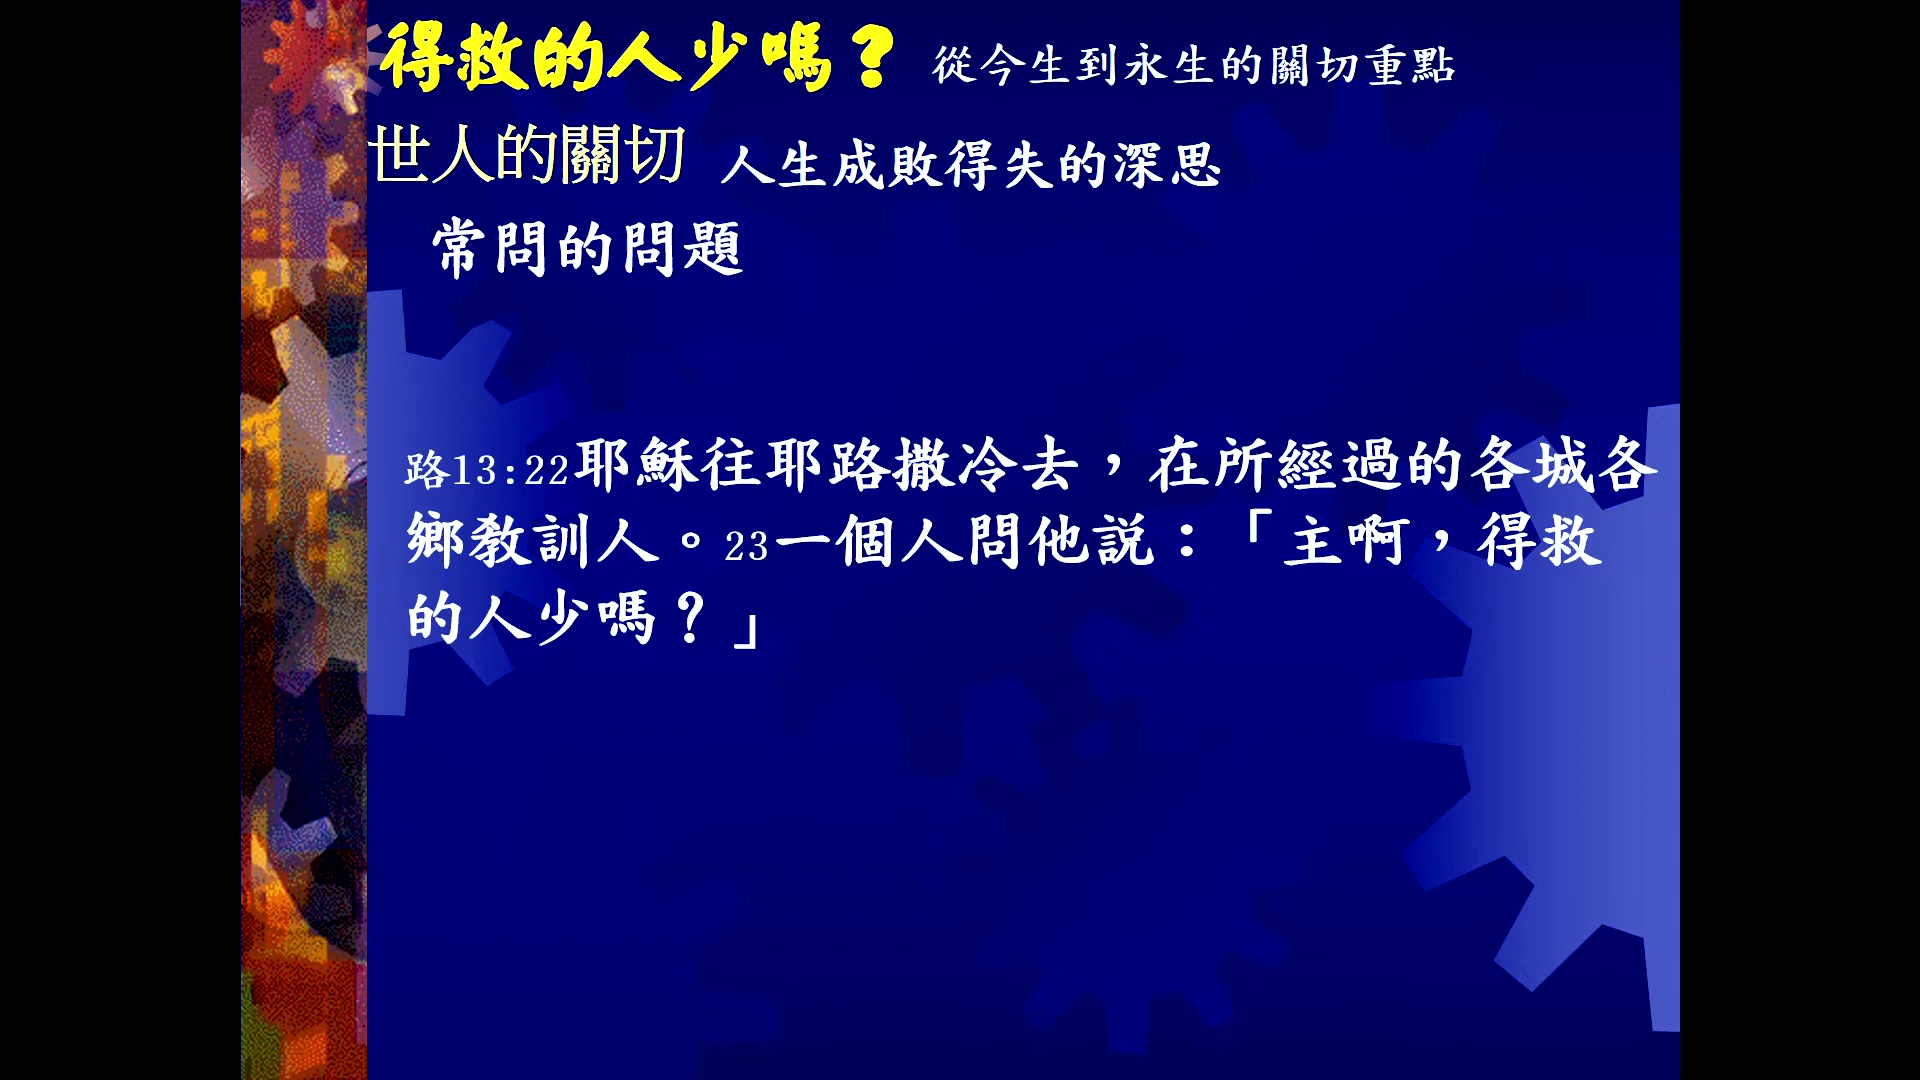 得救的人少嗎？ 從今生到永生的關切重點
世人的關切 人生成敗得失的深思
常問的問題
路13:22耶穌往耶路撒冷去，在所經過的各城各
鄉教訓人。23一個人問他說：「主啊，得救
的人少嗎？」